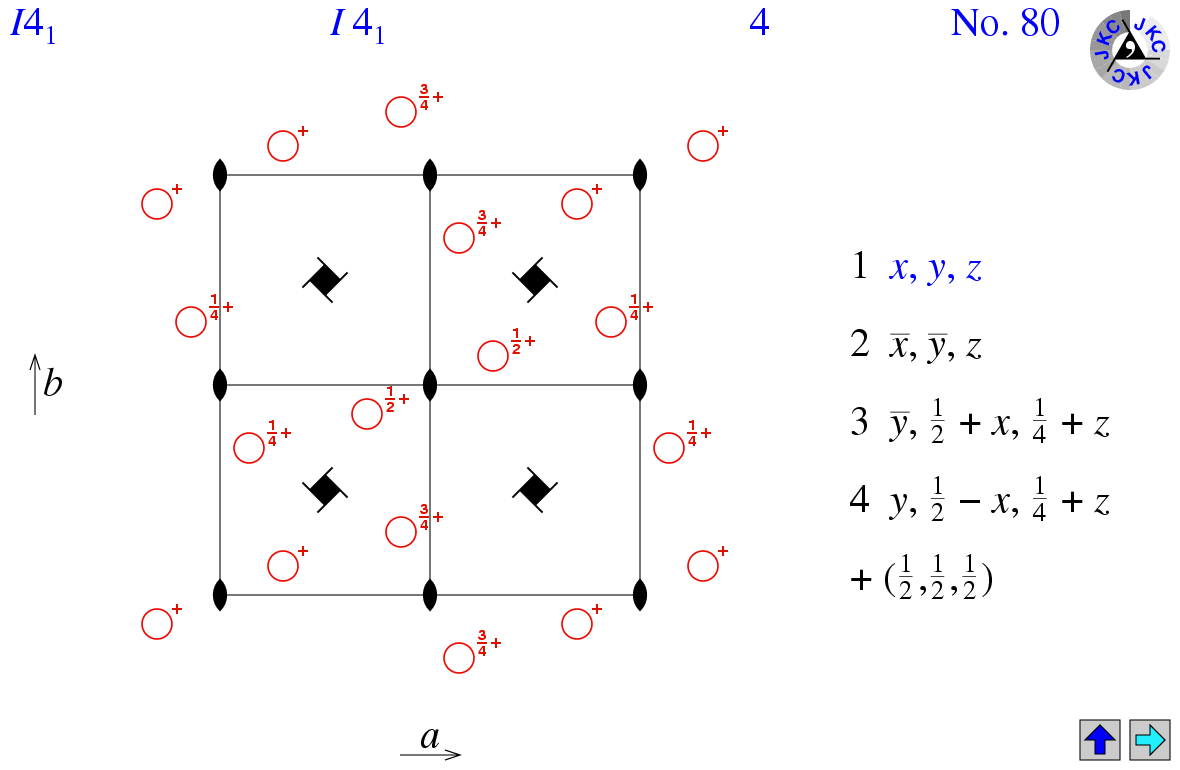 I4₁ I 4₁ 4 No. 80
JKC JKC JKC
3/4+
+ +
+ +
3/4+
1/4+ 1/4+
1/2+
b
1/2+
1/4+ 1/4+
3/4+
+ +
+ +
3/4+
a
1 x, y, z
2 x̅, y̅, z
3 y̅, 1/2 + x, 1/4 + z
4 y, 1/2 − x, 1/4 + z
+ (1/2,1/2,1/2)